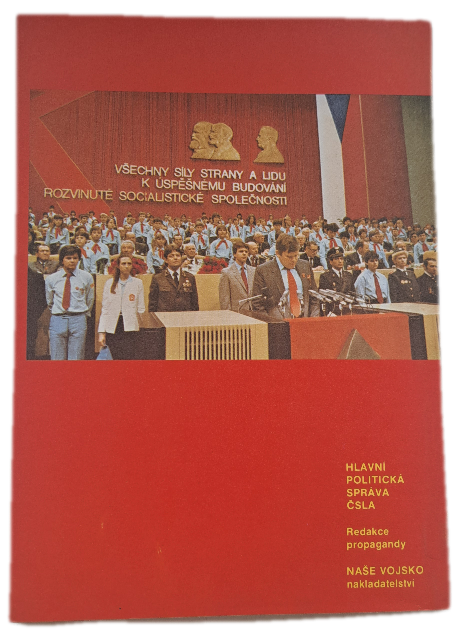 VŠECHNY SÍLY STRANY A LIDU
K ÚSPĚŠNÉMU BUDOVÁNÍ
ROZVINUTÉ SOCIALISTICKÉ SPOLEČNOSTI
HLAVNÍ
POLITICKÁ
SPRÁVA
ČSLA
Redakce
propagandy
NAŠE VOJSKO
nakladatelství